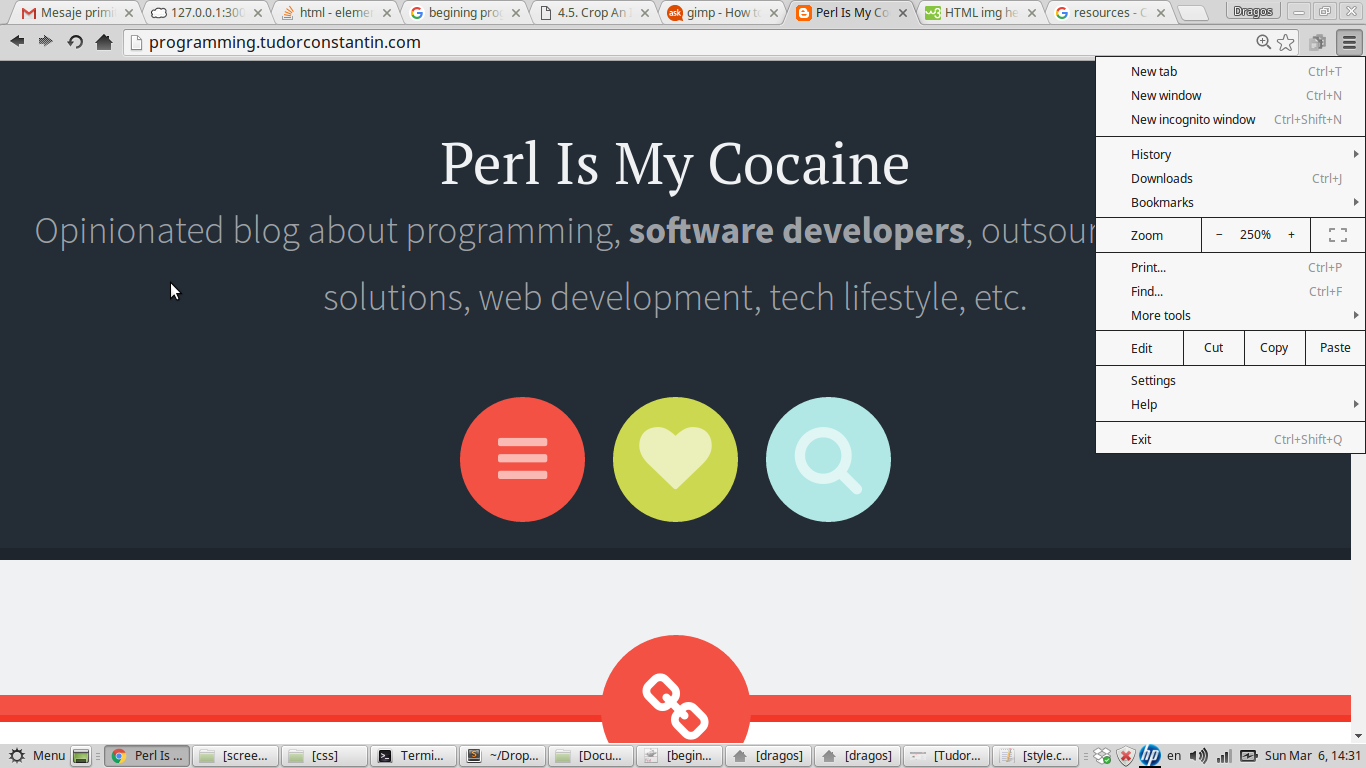 Mesaje primi
127.0.0.1:300
html - eleme
begining pro
4.5. Crop An
ask
gimp - How to
Perl Is My Co
w3
HTML img he
resources - C
Dragos
programming.tudorconstantin.com
New tab Ctrl+T
New window Ctrl+N
New incognito window Ctrl+Shift+N
History
Downloads Ctrl+J
Bookmarks
Zoom − 250% +
Print... Ctrl+P
Find... Ctrl+F
More tools
Edit Cut Copy Paste
Settings
Help
Exit Ctrl+Shift+Q
Perl Is My Cocaine
Opinionated blog about programming, software developers, outsour
solutions, web development, tech lifestyle, etc.
Menu
Perl Is ...
[scree...
[css]
Termi...
~/Drop...
[Docu...
[begin...
[dragos]
[dragos]
[Tudor...
[style.c...
hp
en
Sun Mar 6, 14:31